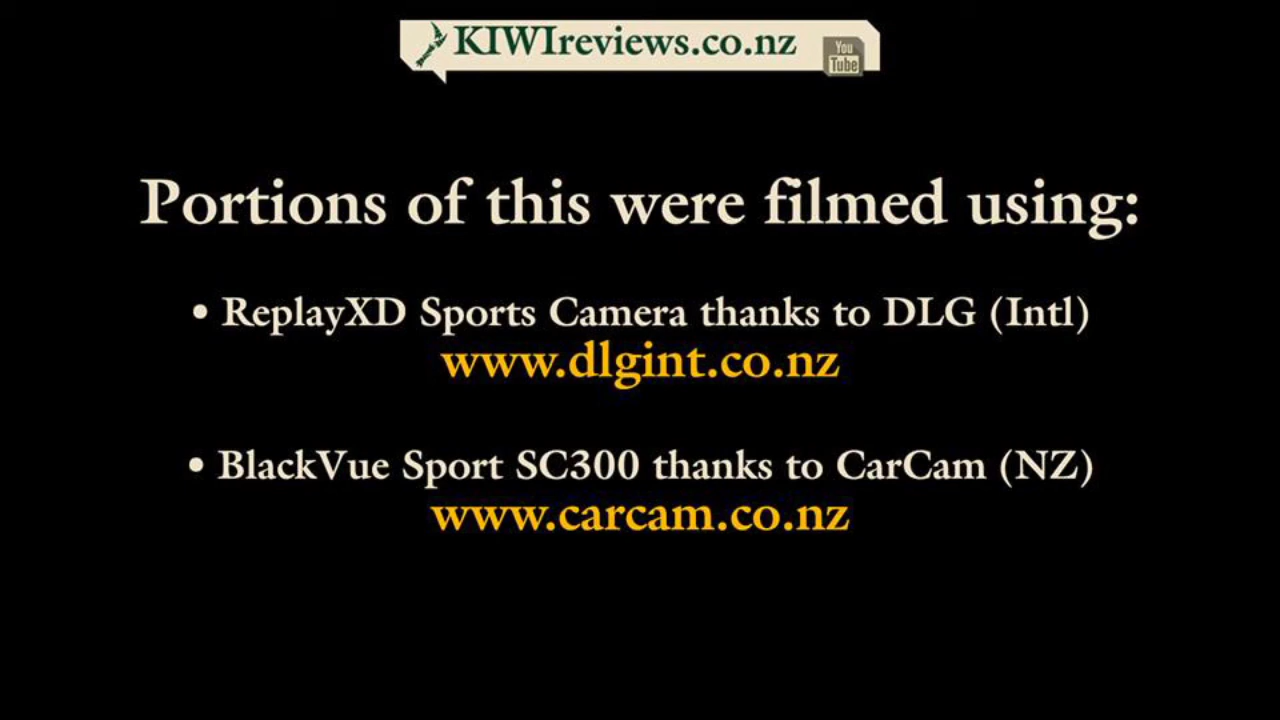 KIWIreviews.co.nz
You
Tube
Portions of this were filmed using:
• ReplayXD Sports Camera thanks to DLG (Intl)
www.dlgint.co.nz
• BlackVue Sport SC300 thanks to CarCam (NZ)
www.carcam.co.nz